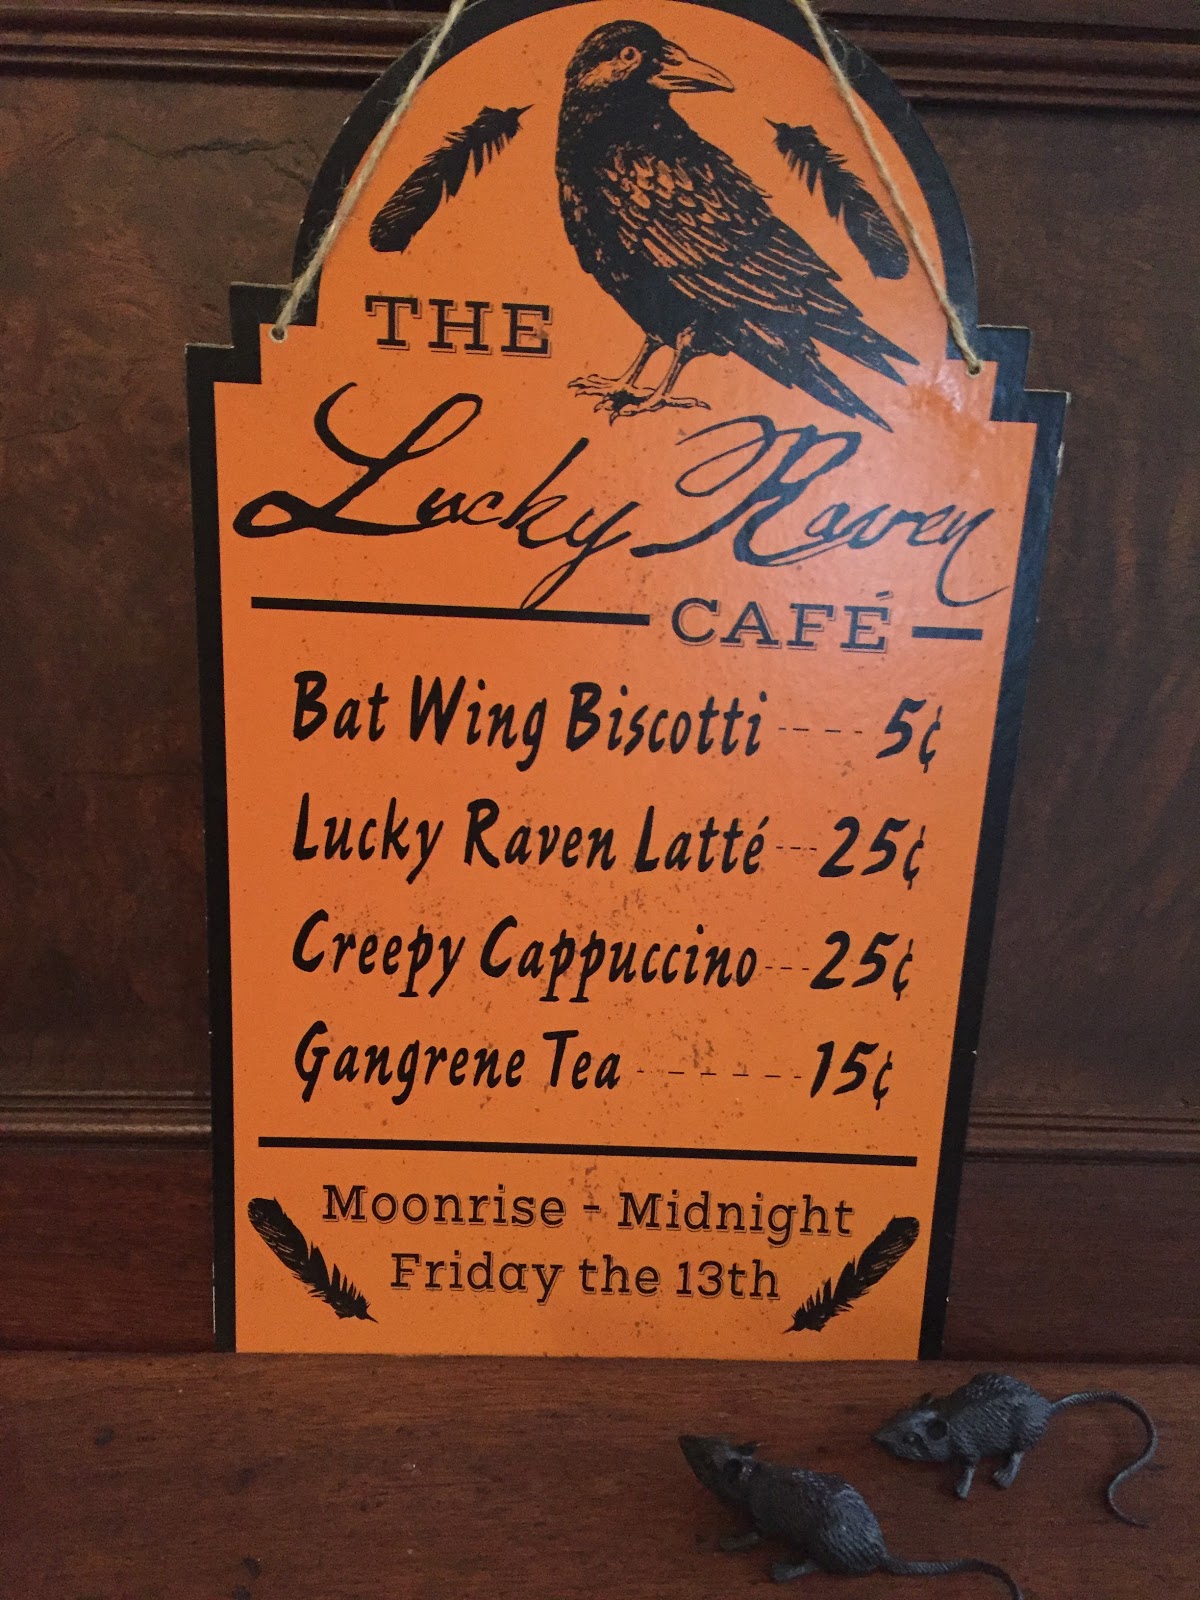 THE
Lucky Raven
CAFÉ
Bat Wing Biscotti ---- 5¢
Lucky Raven Latté --- 25¢
Creepy Cappuccino --- 25¢
Gangrene Tea ------ 15¢
Moonrise - Midnight
Friday the 13th